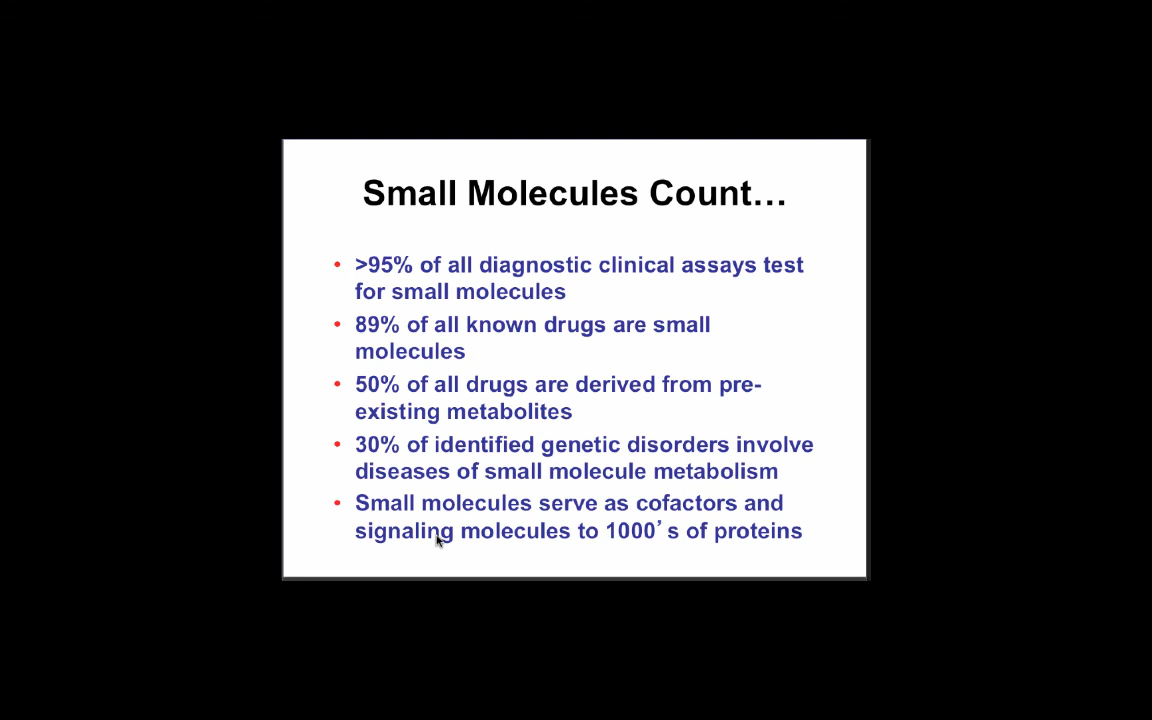 Small Molecules Count…
• >95% of all diagnostic clinical assays test
for small molecules
• 89% of all known drugs are small
molecules
• 50% of all drugs are derived from pre-
existing metabolites
• 30% of identified genetic disorders involve
diseases of small molecule metabolism
• Small molecules serve as cofactors and
signaling molecules to 1000’s of proteins